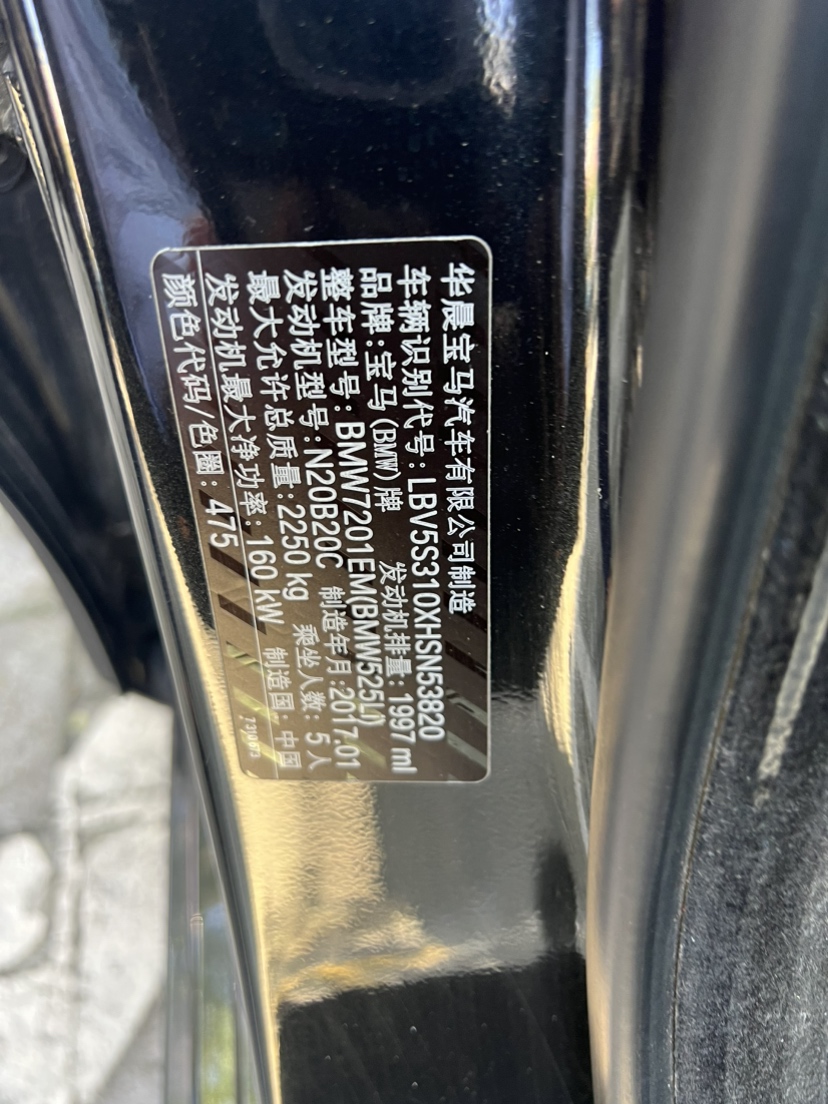 华晨宝马汽车有限公司制造
车辆识别代号: LBV5S310XHSN53820
品牌: 宝马(BMW)牌 发动机排量: 1997 ml
整车型号: BMW7201EM(BMW525Li)
发动机型号: N20B20C 制造年月: 2017.01
最大允许总质量: 2250 kg 乘坐人数: 5 人
发动机最大净功率: 160 kW 制造国: 中国
颜色代码/色圈: 475